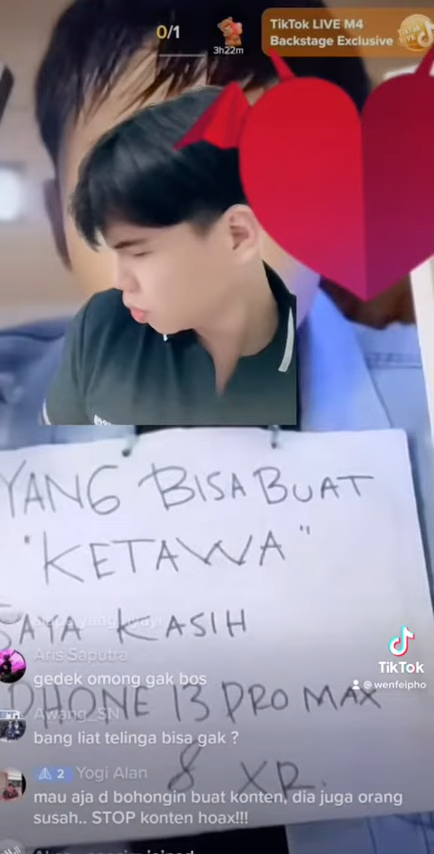 0/1
3h22m
TikTok LIVE M4
Backstage Exclusive
YANG BISA BUAT
"KETAWA"
SAYA KASIH
Aris Saputra
gedek omong gak bos
IPHONE 13 PRO MAX
TikTok
@wenfeipho
Awang_SN
bang liat telinga bisa gak ?
& XR.
2 Yogi Alan
mau aja d bohongin buat konten, dia juga orang
susah.. STOP konten hoax!!!